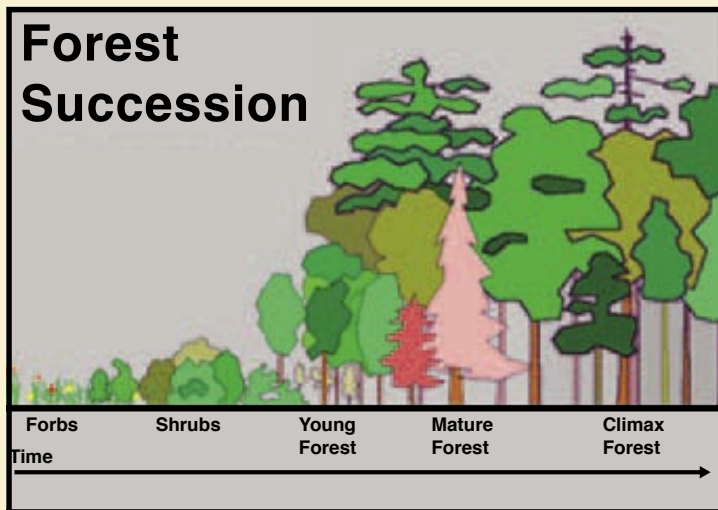 Forest
Succession
Forbs
Shrubs
Young
Forest
Mature
Forest
Climax
Forest
Time